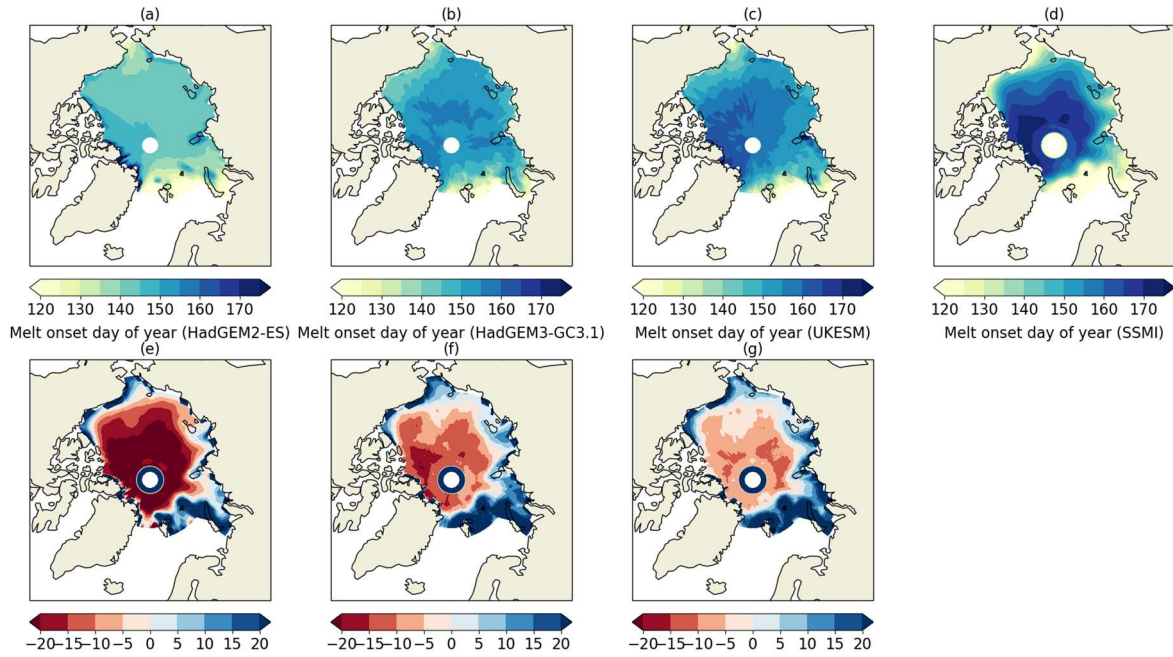 (a) (b) (c) (d)
120 130 140 150 160 170 120 130 140 150 160 170 120 130 140 150 160 170 120 130 140 150 160 170
Melt onset day of year (HadGEM2-ES) Melt onset day of year (HadGEM3-GC3.1) Melt onset day of year (UKESM) Melt onset day of year (SSMI)
(e) (f) (g)
−20−15−10 −5 0 5 10 15 20 −20−15−10 −5 0 5 10 15 20 −20−15−10 −5 0 5 10 15 20